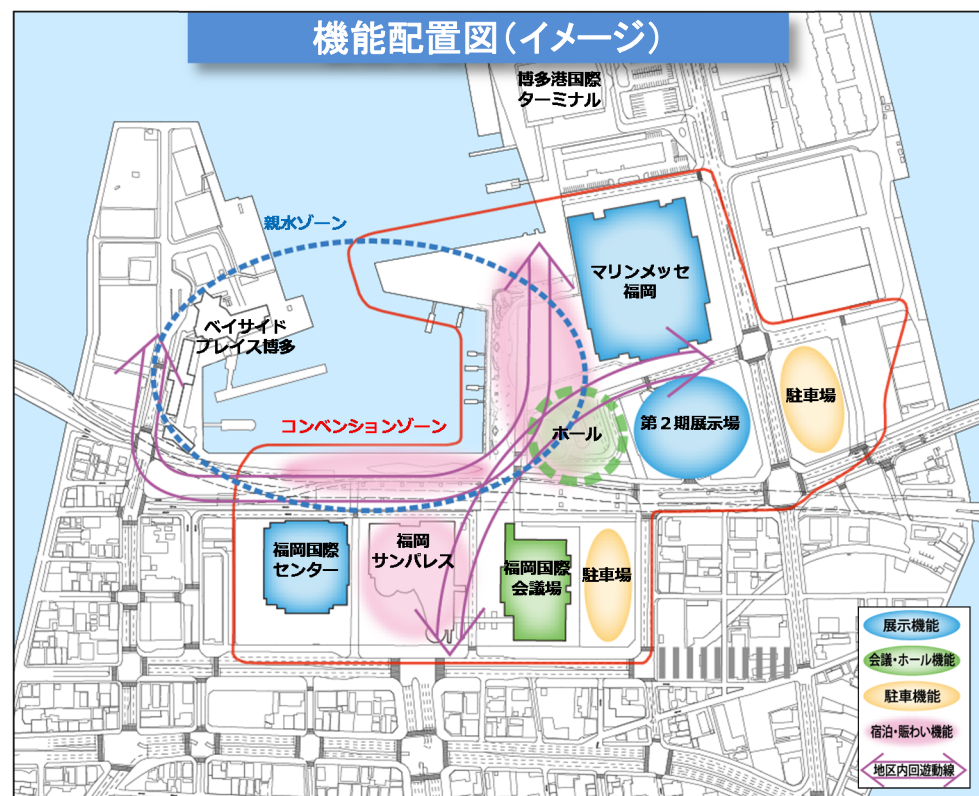 機能配置図(イメージ)
博多港国際
ターミナル
親水ゾーン
マリンメッセ
福岡
ベイサイド
プレイス博多
駐車場
コンベンションゾーン
ホール
第2期展示場
福岡国際
センター
福岡
サンパレス
福岡国際
会議場
駐車場
展示機能
会議・ホール機能
駐車機能
宿泊・賑わい機能
地区内回遊動線